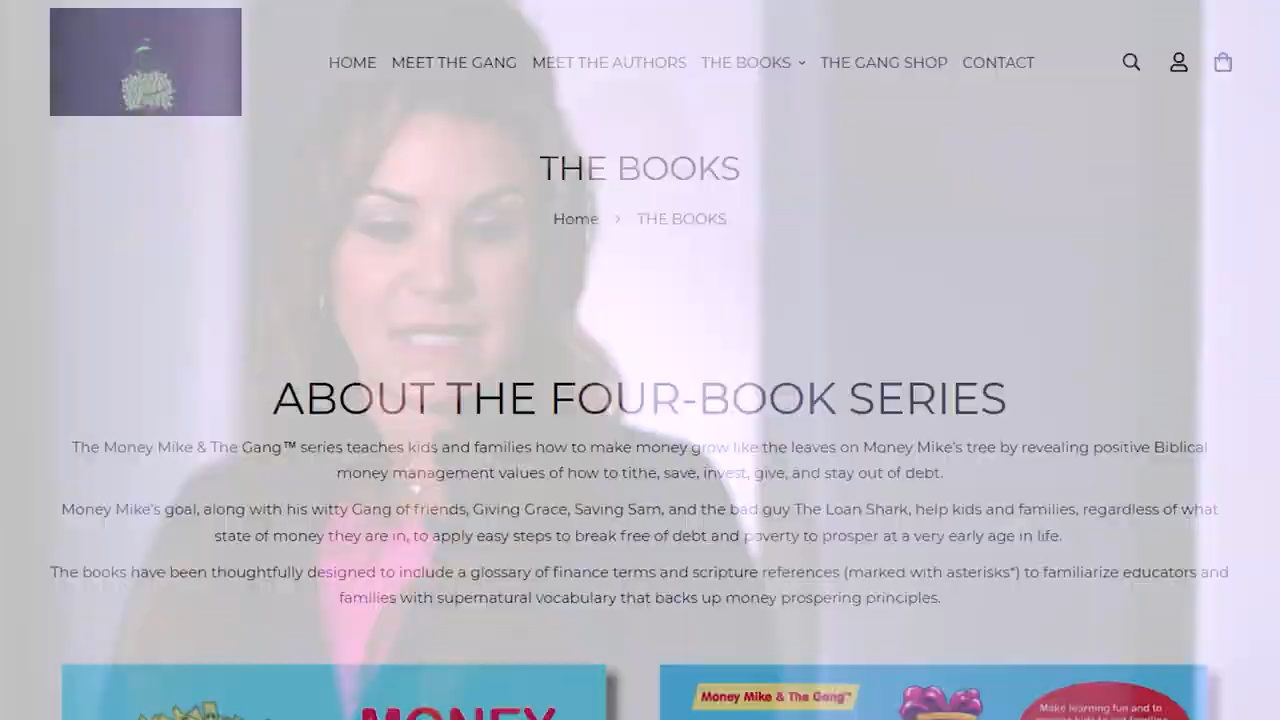 HOME MEET THE GANG MEET THE AUTHORS THE BOOKS THE GANG SHOP CONTACT
THE BOOKS
Home > THE BOOKS
ABOUT THE FOUR-BOOK SERIES
The Money Mike & The Gang™ series teaches kids and families how to make money grow like the leaves on Money Mike's tree by revealing positive Biblical
money management values of how to tithe, save, invest, give, and stay out of debt.
Money Mike's goal, along with his witty Gang of friends, Giving Grace, Saving Sam, and the bad guy The Loan Shark, help kids and families, regardless of what
state of money they are in, to apply easy steps to break free of debt and poverty to prosper at a very early age in life.
The books have been thoughtfully designed to include a glossary of finance terms and scripture references (marked with asterisks*) to familiarize educators and
families with supernatural vocabulary that backs up money prospering principles.
MONEY
Money Mike & The Gang™
Make learning fun and to